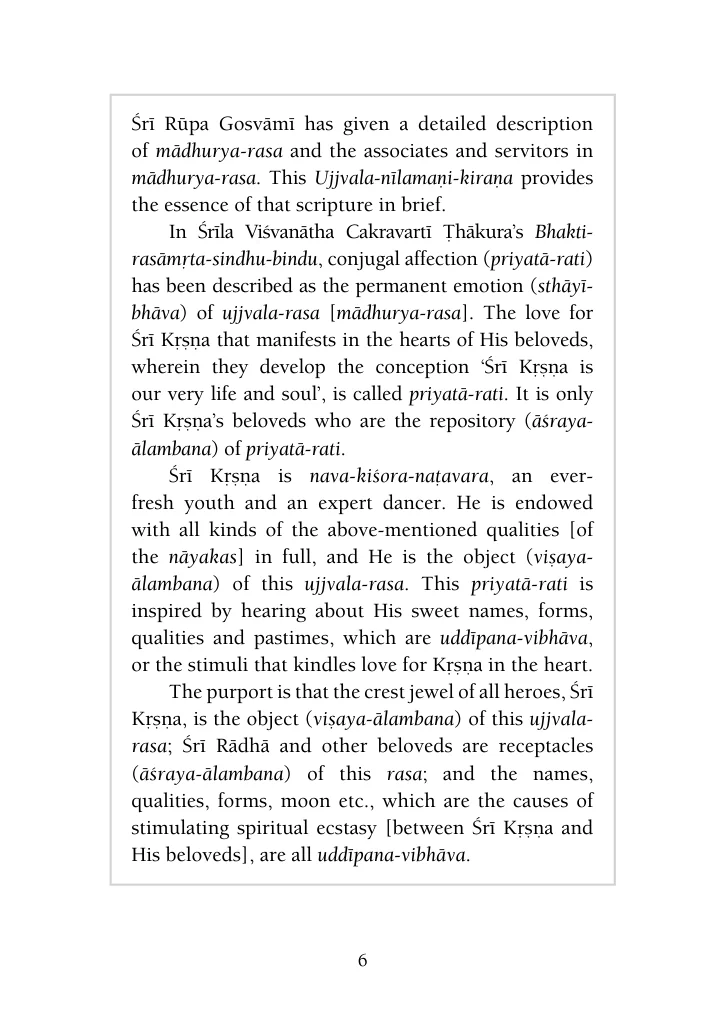 Śrī Rūpa Gosvāmī has given a detailed description
of mādhurya-rasa and the associates and servitors in
mādhurya-rasa. This Ujjvala-nīlamaṇi-kiraṇa provides
the essence of that scripture in brief.
In Śrīla Viśvanātha Cakravartī Ṭhākura’s Bhakti-
rasāmṛta-sindhu-bindu, conjugal affection (priyatā-rati)
has been described as the permanent emotion (sthāyī-
bhāva) of ujjvala-rasa [mādhurya-rasa]. The love for
Śrī Kṛṣṇa that manifests in the hearts of His beloveds,
wherein they develop the conception ‘Śrī Kṛṣṇa is
our very life and soul’, is called priyatā-rati. It is only
Śrī Kṛṣṇa’s beloveds who are the repository (āśraya-
ālambana) of priyatā-rati.
Śrī Kṛṣṇa is nava-kiśora-naṭavara, an ever-
fresh youth and an expert dancer. He is endowed
with all kinds of the above-mentioned qualities [of
the nāyakas] in full, and He is the object (viṣaya-
ālambana) of this ujjvala-rasa. This priyatā-rati is
inspired by hearing about His sweet names, forms,
qualities and pastimes, which are uddīpana-vibhāva,
or the stimuli that kindles love for Kṛṣṇa in the heart.
The purport is that the crest jewel of all heroes, Śrī
Kṛṣṇa, is the object (viṣaya-ālambana) of this ujjvala-
rasa; Śrī Rādhā and other beloveds are receptacles
(āśraya-ālambana) of this rasa; and the names,
qualities, forms, moon etc., which are the causes of
stimulating spiritual ecstasy [between Śrī Kṛṣṇa and
His beloveds], are all uddīpana-vibhāva.
6